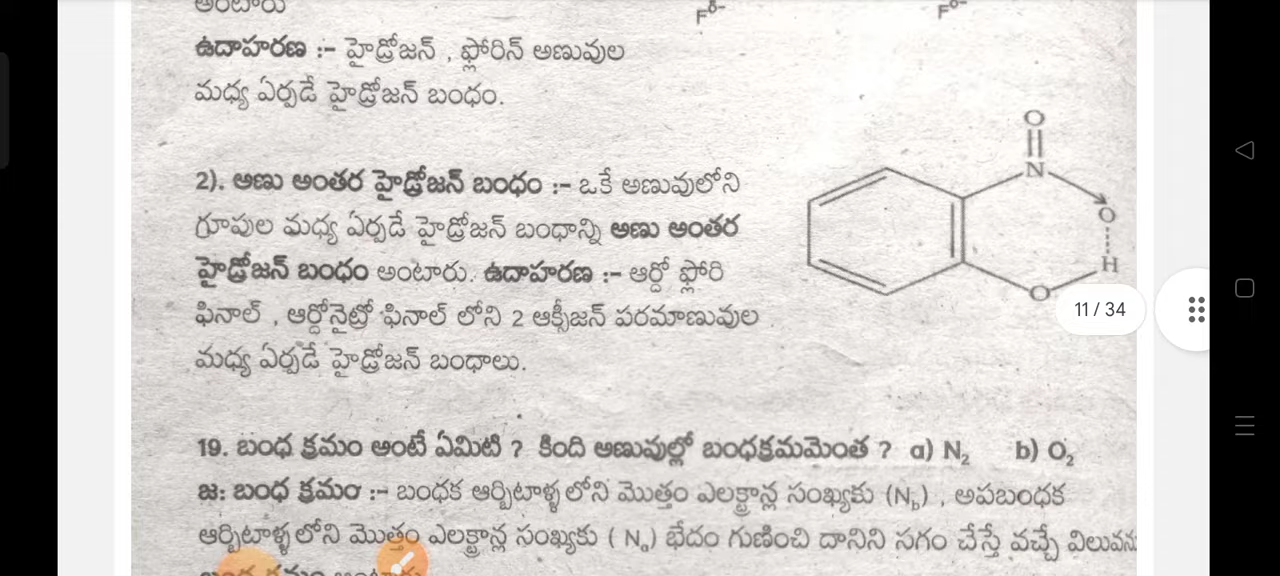 అంటారు
F δ-
F δ-
ఉదాహరణ :- హైడ్రోజన్ , ఫ్లోరిన్ అణువుల
మధ్య ఏర్పడే హైడ్రోజన్ బంధం.
2). అణు అంతర హైడ్రోజన్ బంధం :- ఒకే అణువులోని
గ్రూపుల మధ్య ఏర్పడే హైడ్రోజన్ బంధాన్ని అణు అంతర
హైడ్రోజన్ బంధం అంటారు. ఉదాహరణ :- ఆర్దో ఫ్లోరి
ఫినాల్ , ఆర్దోనైట్రో ఫినాల్ లోని 2 ఆక్సీజన్ పరమాణువుల
మధ్య ఏర్పడే హైడ్రోజన్ బంధాలు.
O
N
O
H
O
11 / 34
19. బంధ క్రమం అంటే ఏమిటి ? కింది అణువుల్లో బంధక్రమమెంత ? a) N₂ b) O₂
జ: బంధ క్రమం :- బంధక ఆర్బిటాళ్ళలోని మొత్తం ఎలక్ట్రాన్ల సంఖ్యకు (N_b) , అపబంధక
ఆర్బిటాళ్ళలోని మొత్తం ఎలక్ట్రాన్ల సంఖ్యకు ( Nₐ) భేదం గుణించి దానిని సగం చేస్తే వచ్చే విలువను